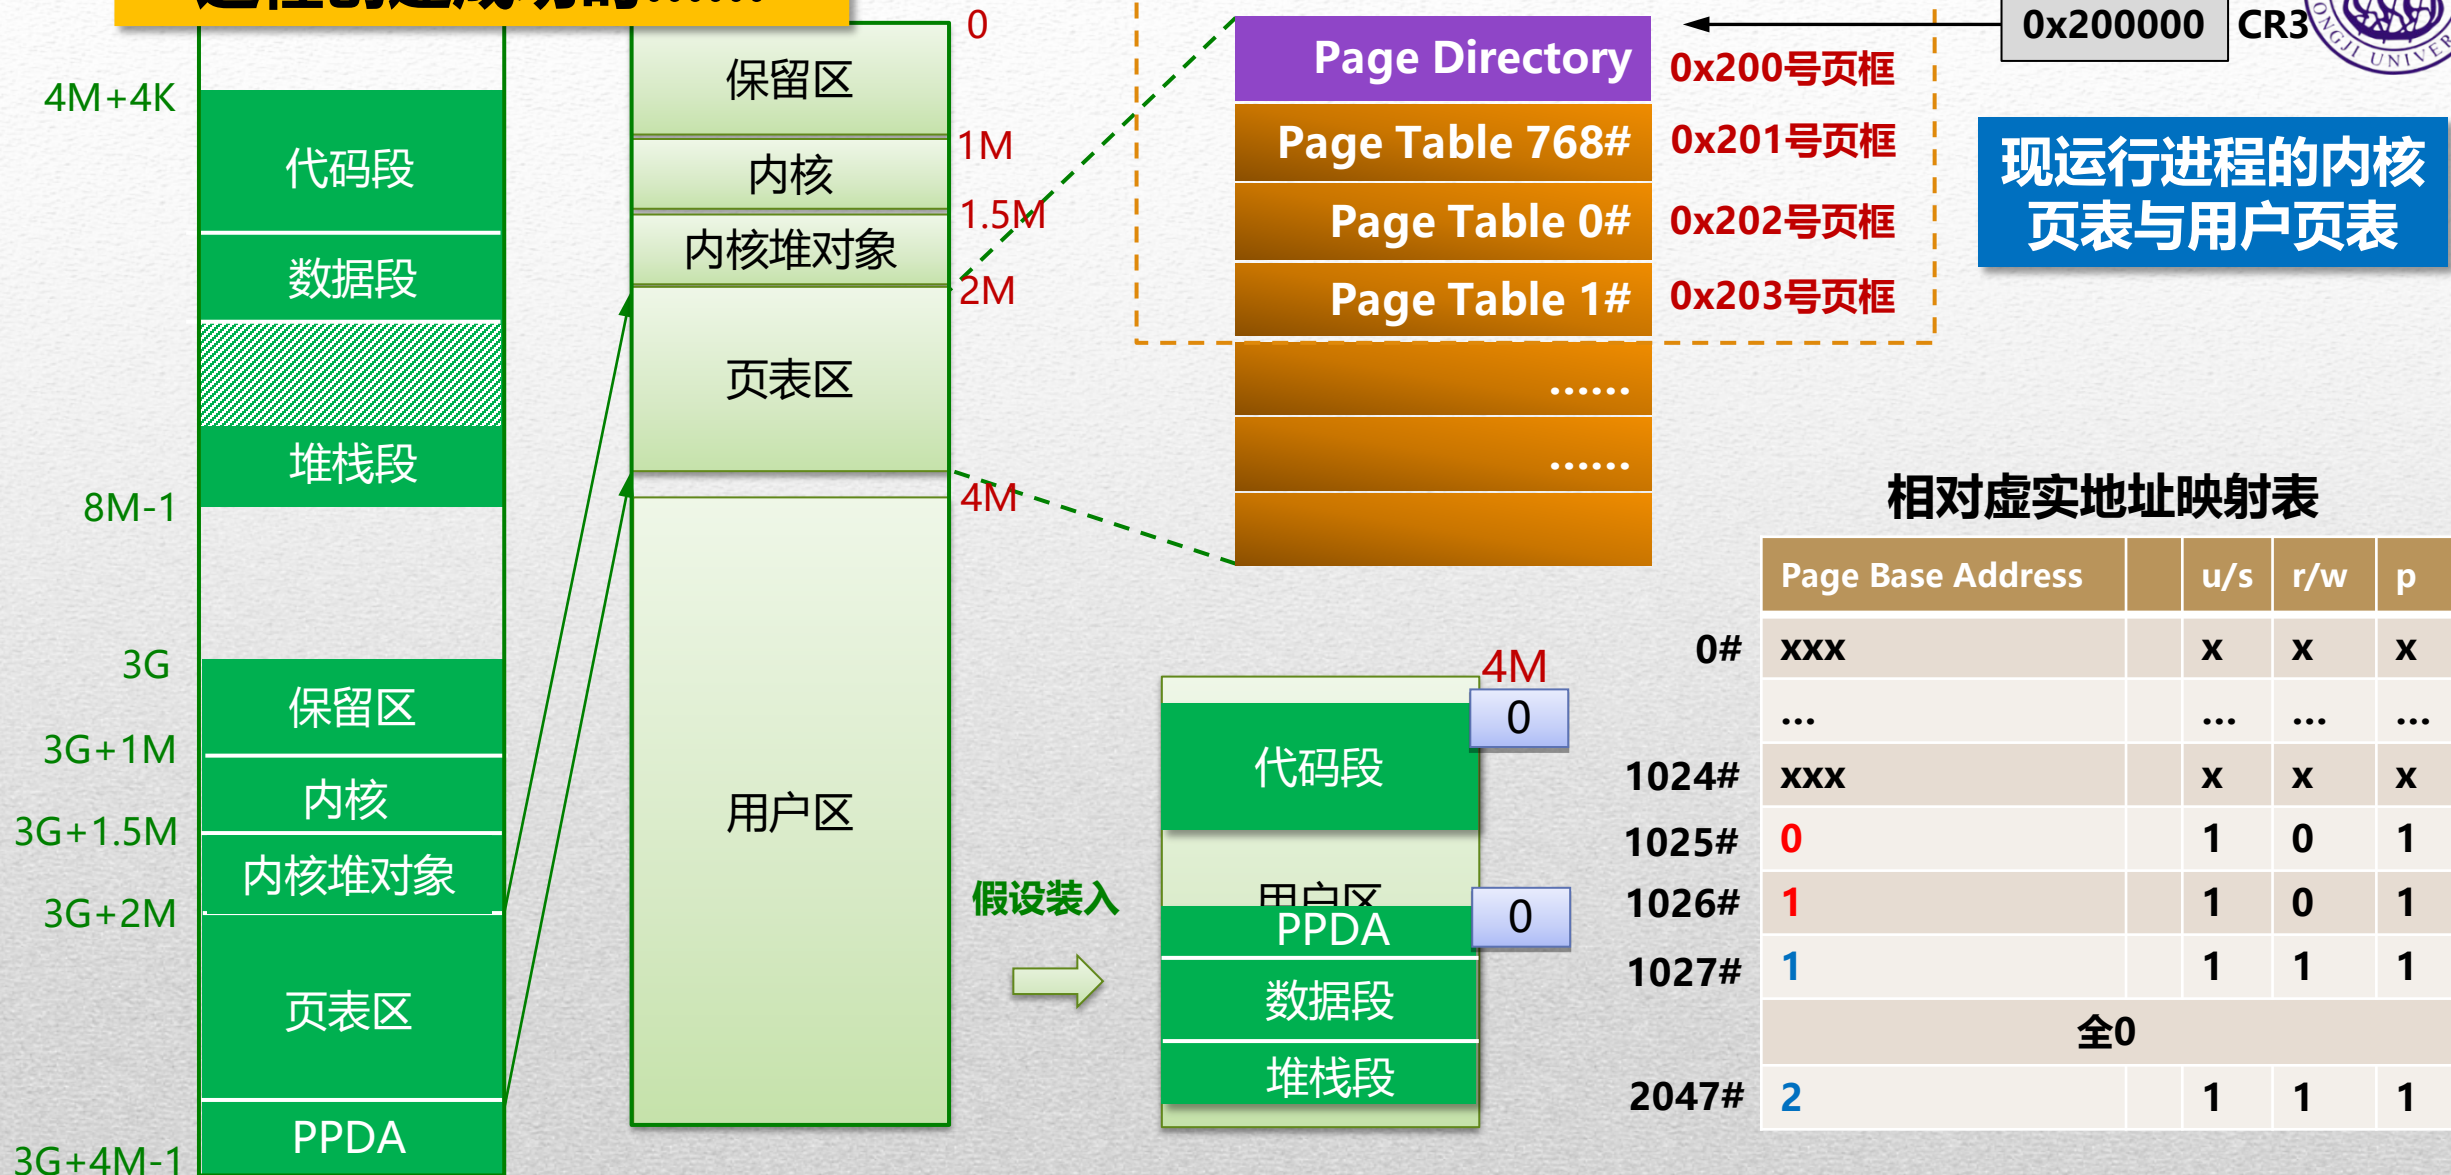 0
0x200000
CR3
Page Directory
0x200号页框
保留区
4M+4K
Page Table 768#
0x201号页框
1M
代码段
内核
现运行进程的内核
页表与用户页表
1.5M
Page Table 0#
0x202号页框
数据段
内核堆对象
2M
Page Table 1#
0x203号页框
页表区
......
堆栈段
......
8M-1
4M
相对虚实地址映射表
Page Base Address u/s r/w p
3G
4M
0# xxx x x x
保留区
0
... ... ... ...
3G+1M
代码段
1024# xxx x x x
内核
用户区
3G+1.5M
1025# 0 1 0 1
内核堆对象
假设装入
用户区
1026# 1 1 0 1
3G+2M
PPDA
0
1027# 1 1 1 1
页表区
数据段
全0
堆栈段
2047# 2 1 1 1
PPDA
3G+4M-1